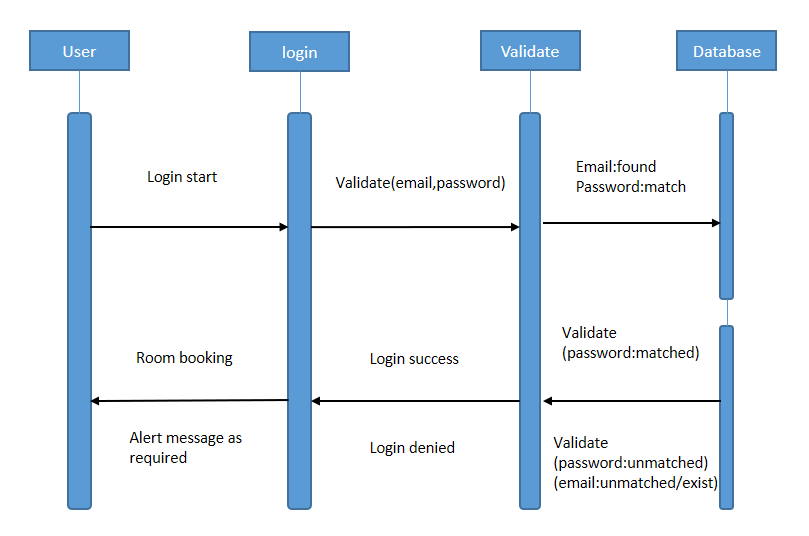 User
login
Validate
Database
Login start
Validate(email,password)
Email:found
Password:match
Room booking
Login success
Validate
(password:matched)
Alert message as
required
Login denied
Validate
(password:unmatched)
(email:unmatched/exist)